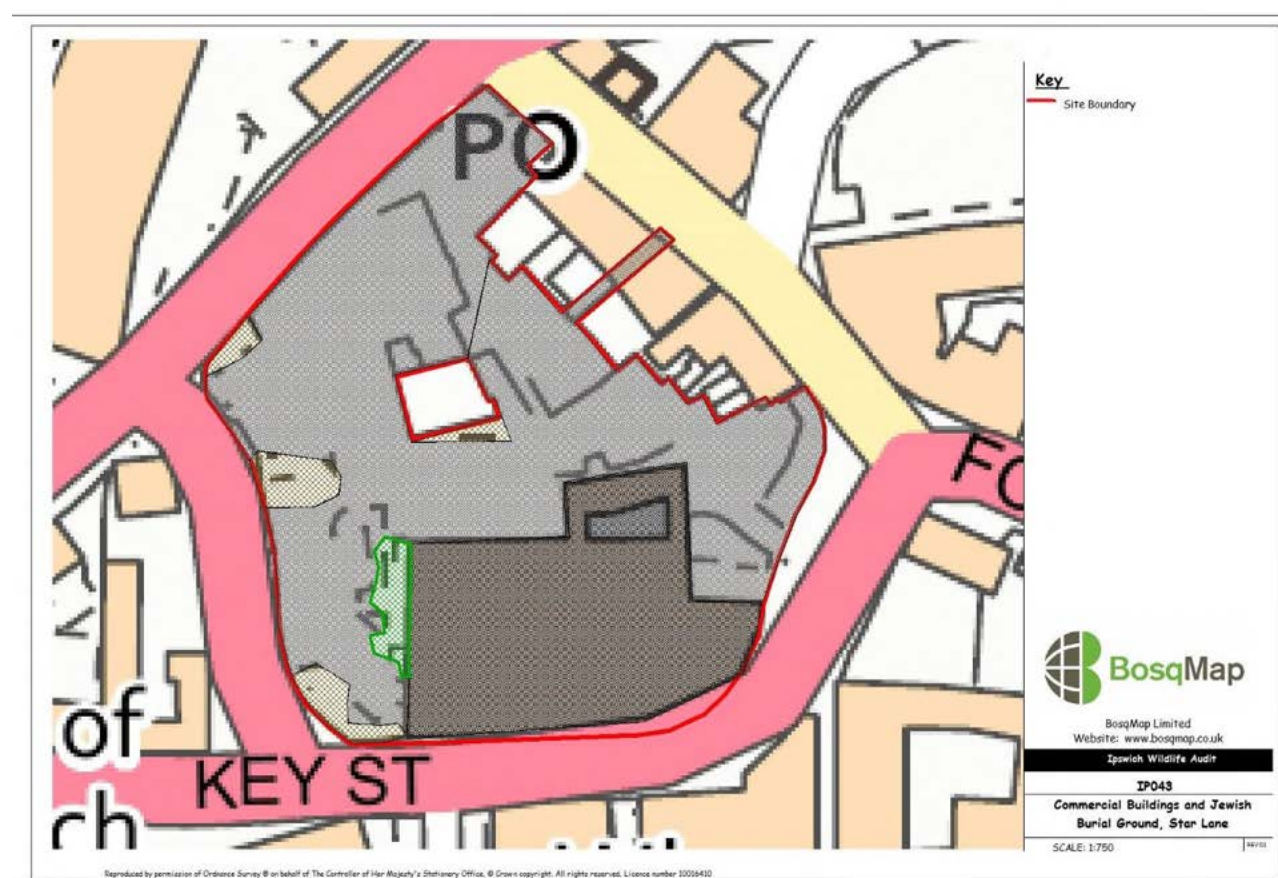 PO
FO
of
ch
KEY ST
Key
Site Boundary
BosqMap
BosqMap Limited
Website: www.bosqmap.co.uk
Ipswich Wildlife Audit
IP043
Commercial Buildings and Jewish
Burial Ground, Star Lane
SCALE: 1:750
Reproduced by permission of Ordnance Survey ® on behalf of The Controller of Her Majesty's Stationery Office, © Crown copyright. All rights reserved. Licence number 10016410